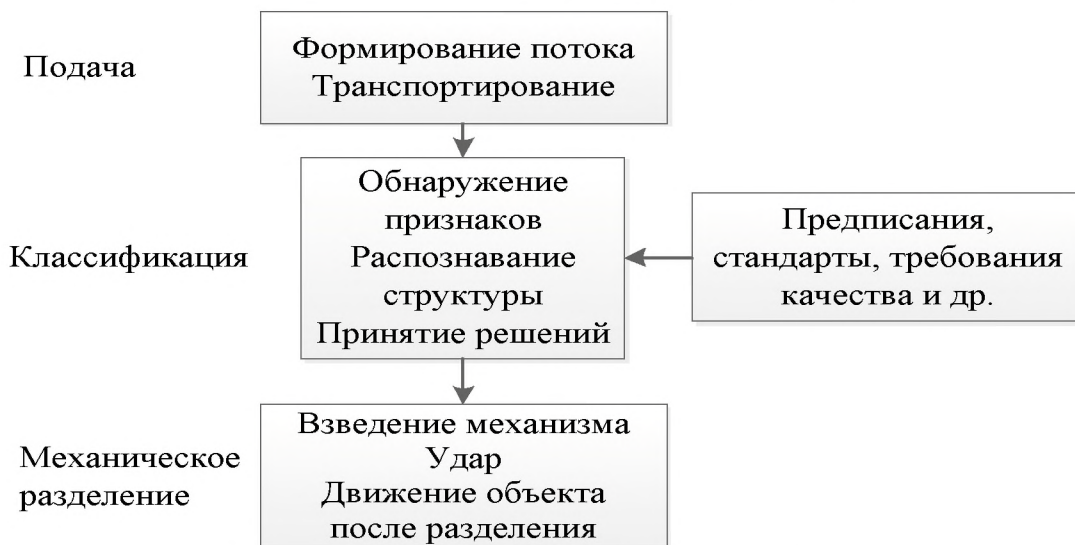 Подача
Формирование потока
Транспортирование
Классификация
Обнаружение
признаков
Распознавание
структуры
Принятие решений
Предписания,
стандарты, требования
качества и др.
Механическое
разделение
Взведение механизма
Удар
Движение объекта
после разделения